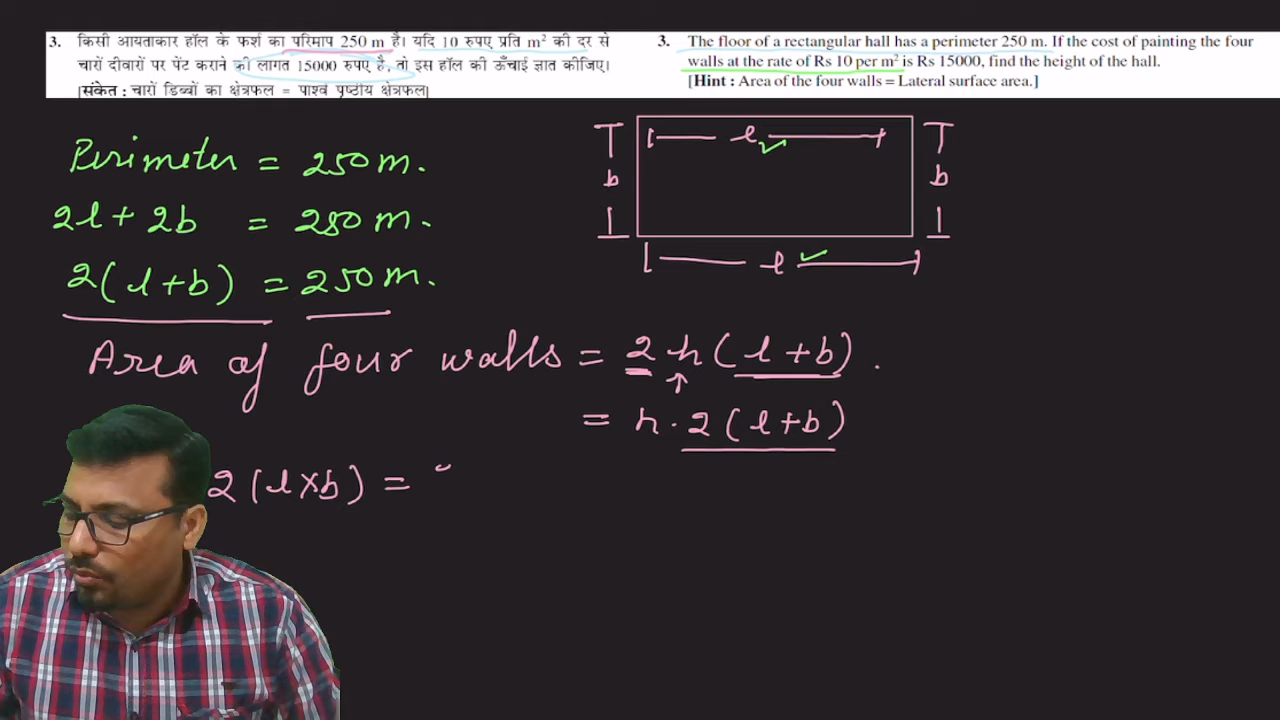 3. किसी आयताकार हॉल के फर्श का परिमाप 250 m है। यदि 10 रुपए प्रति m² की दर से
चारों दीवारों पर पेंट कराने की लागत 15000 रुपए है, तो इस हॉल की ऊँचाई ज्ञात कीजिए।
[संकेत : चारों डिब्बों का क्षेत्रफल = पार्श्व पृष्ठीय क्षेत्रफल]
3. The floor of a rectangular hall has a perimeter 250 m. If the cost of painting the four
walls at the rate of Rs 10 per m² is Rs 15000, find the height of the hall.
[Hint : Area of the four walls = Lateral surface area.]
l
b
b
l
Perimeter = 250 m.
2l + 2b = 250 m.
2(l+b) = 250 m.
Area of four walls = 2 h (l+b).
= h . 2 (l+b)
2 (l×b) =